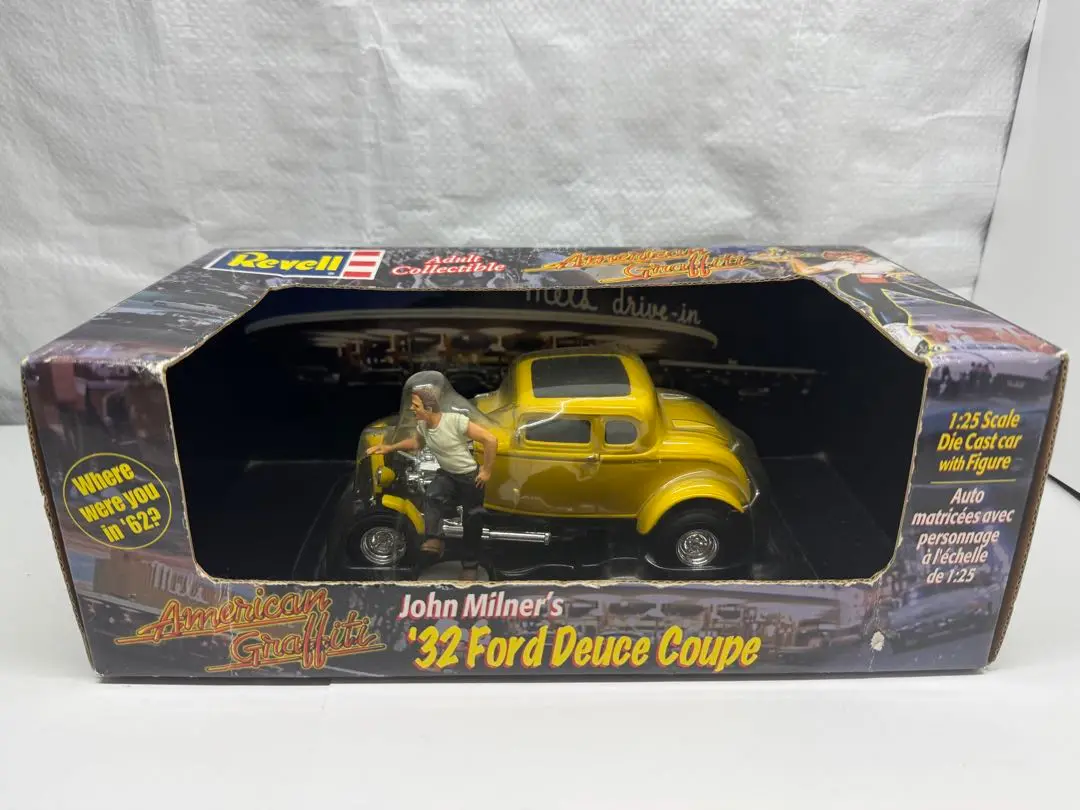 Revell
Adult
Collectible
American
Graffiti
mels drive-in
Where
were you
in '62?
1:25 Scale
Die Cast car
with Figure
Auto
matricées avec
personnage
à l'échelle
de 1:25
American
Graffiti
John Milner's
'32 Ford Deuce Coupe